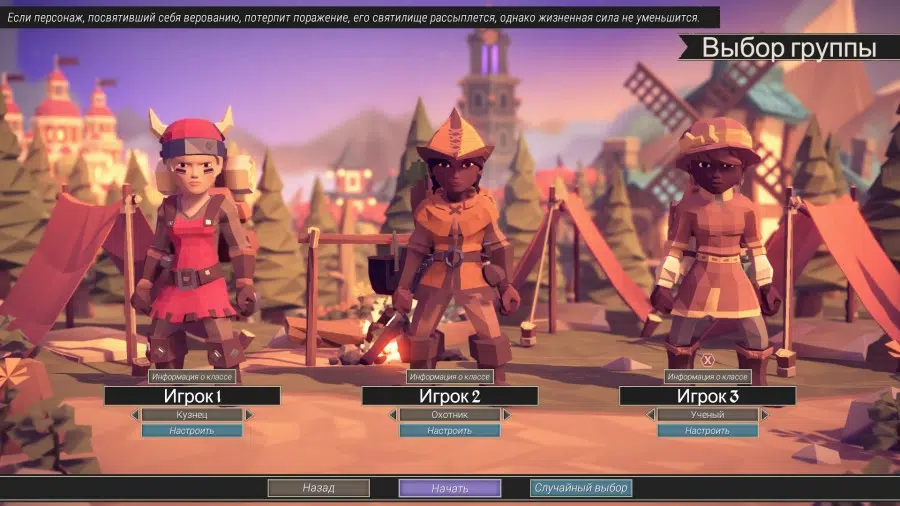 Если персонаж, посвятивший себя верованию, потерпит поражение, его святилище рассыплется, однако жизненная сила не уменьшится.
Выбор группы
Информация о классе
Игрок 1
Кузнец
Настроить
Информация о классе
Игрок 2
Охотник
Настроить
X
Информация о классе
Игрок 3
Ученый
Настроить
Назад
Начать
Случайный выбор